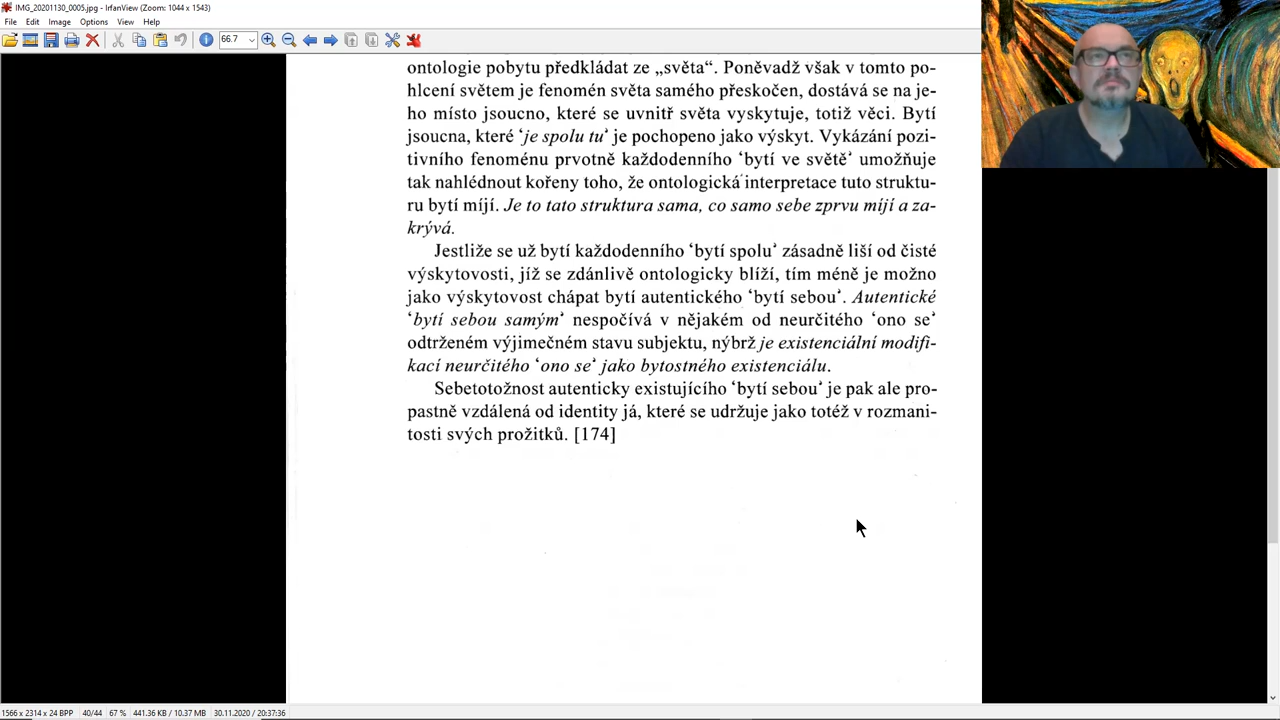 IMG_20201130_0005.jpg - IrfanView (Zoom: 1044 x 1543)
File Edit Image Options View Help
66.7
ontologie pobytu předkládat ze „světa“. Poněvadž však v tomto po-
hlcení světem je fenomén světa samého přeskočen, dostává se na je-
ho místo jsoucno, které se uvnitř světa vyskytuje, totiž věci. Bytí
jsoucna, které ‘je spolu tu’ je pochopeno jako výskyt. Vykázání pozi-
tivního fenoménu prvotně každodenního ‘bytí ve světě’ umožňuje
tak nahlédnout kořeny toho, že ontologická interpretace tuto struktu-
ru bytí míjí. Je to tato struktura sama, co samo sebe zprvu míjí a za-
krývá.
Jestliže se už bytí každodenního ‘bytí spolu’ zásadně liší od čisté
výskytovosti, jíž se zdánlivě ontologicky blíží, tím méně je možno
jako výskytovost chápat bytí autentického ‘bytí sebou’. Autentické
‘bytí sebou samým’ nespočívá v nějakém od neurčitého ‘ono se’
odtrženém výjimečném stavu subjektu, nýbrž je existenciální modifi-
kací neurčitého ‘ono se’ jako bytostného existenciálu.
Sebetotožnost autenticky existujícího ‘bytí sebou’ je pak ale pro-
pastně vzdálená od identity já, které se udržuje jako totéž v rozmani-
tosti svých prožitků. [174]
1566 x 2314 x 24 BPP 40/44 67 % 441.36 KB / 10.37 MB 30.11.2020 / 20:37:36